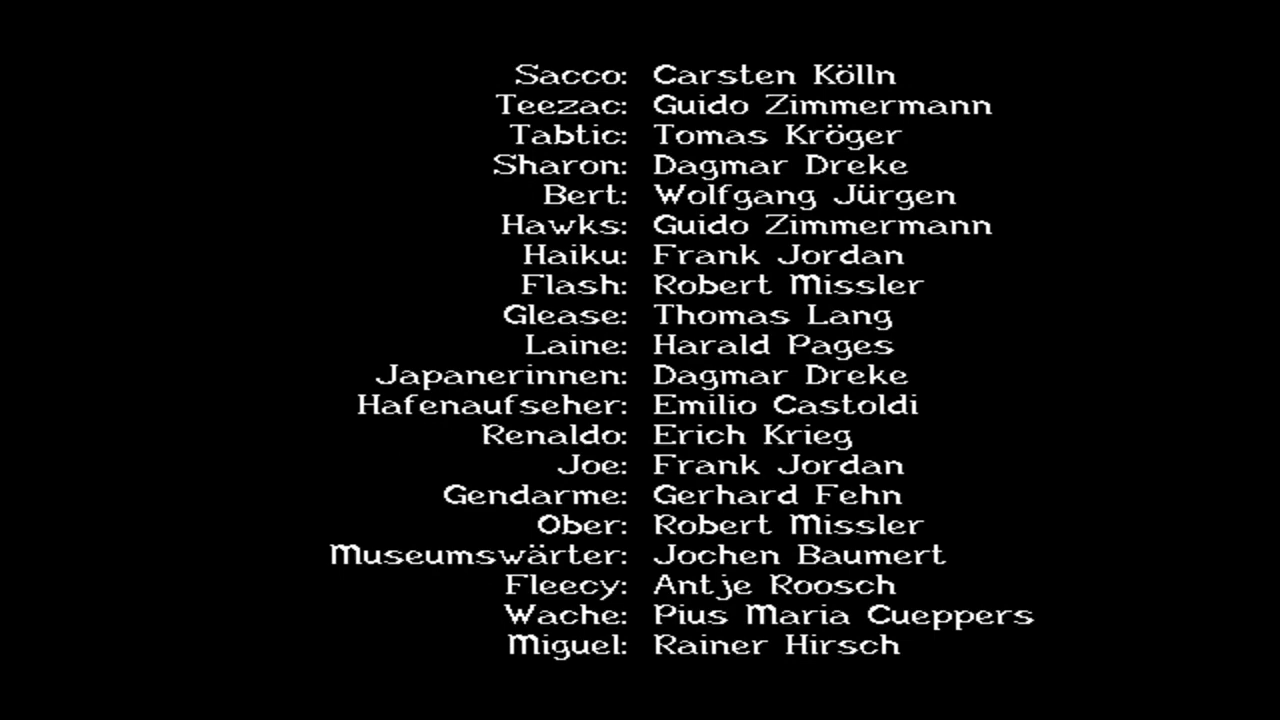 Sacco: Carsten Kölln
Teezac: Guido Zimmermann
Tabtic: Tomas Kröger
Sharon: Dagmar Dreke
Bert: Wolfgang Jürgen
Hawks: Guido Zimmermann
Haiku: Frank Jordan
Flash: Robert Missler
Glease: Thomas Lang
Laine: Harald Pages
Japanerinnen: Dagmar Dreke
Hafenaufseher: Emilio Castoldi
Renaldo: Erich Krieg
Joe: Frank Jordan
Gendarme: Gerhard Fehn
Ober: Robert Missler
Museumswärter: Jochen Baumert
Fleecy: Antje Roosch
Wache: Pius Maria Cueppers
Miguel: Rainer Hirsch